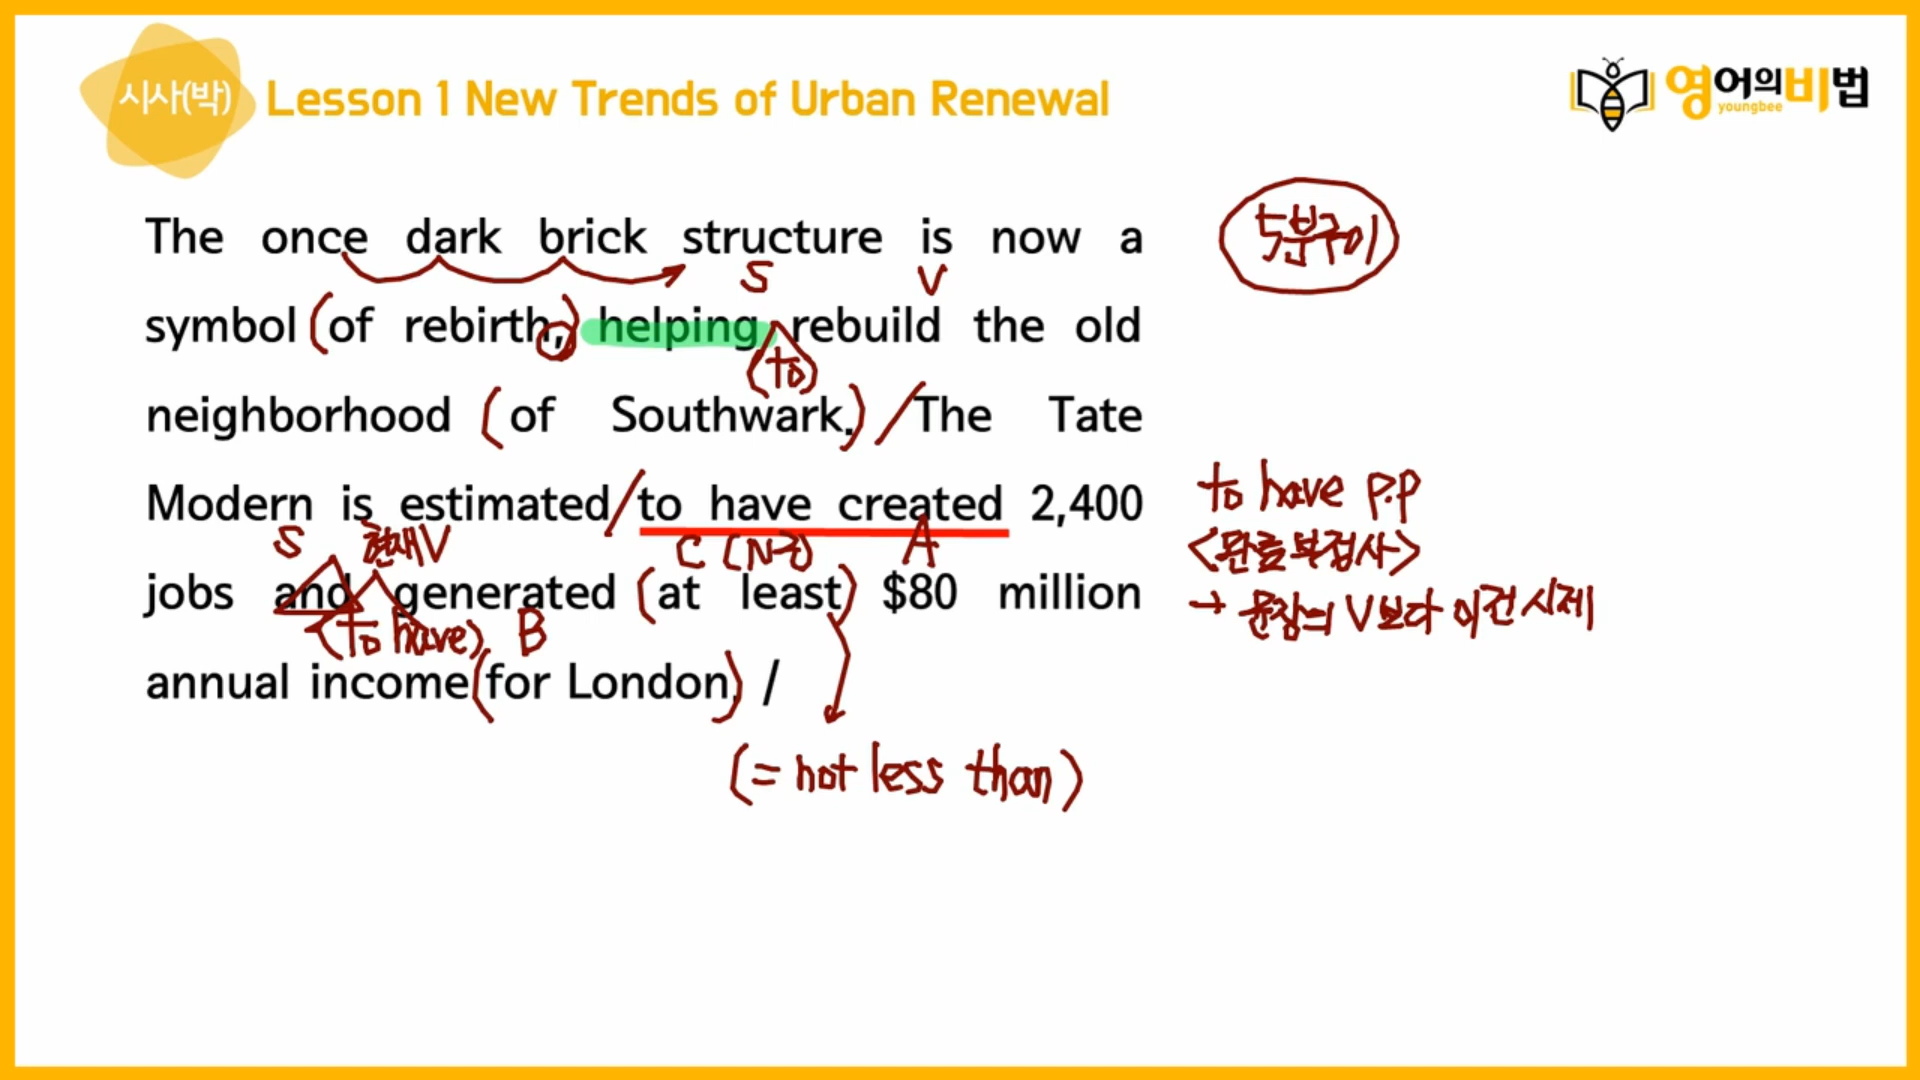 시사(박) Lesson 1 New Trends of Urban Renewal
영어의비법
youngbee
The once dark brick structure is now a
S V
5분구이
symbol (of rebirth,) helping rebuild the old
(to)
neighborhood (of Southwark.) / The Tate
Modern is estimated / to have created 2,400
S 현재V C (N적) A
to have p.p
<완료부정사>
→ 문장의 V보다 이전 시제
jobs and generated (at least) $80 million
(to have) B
annual income (for London,) /
(= not less than)